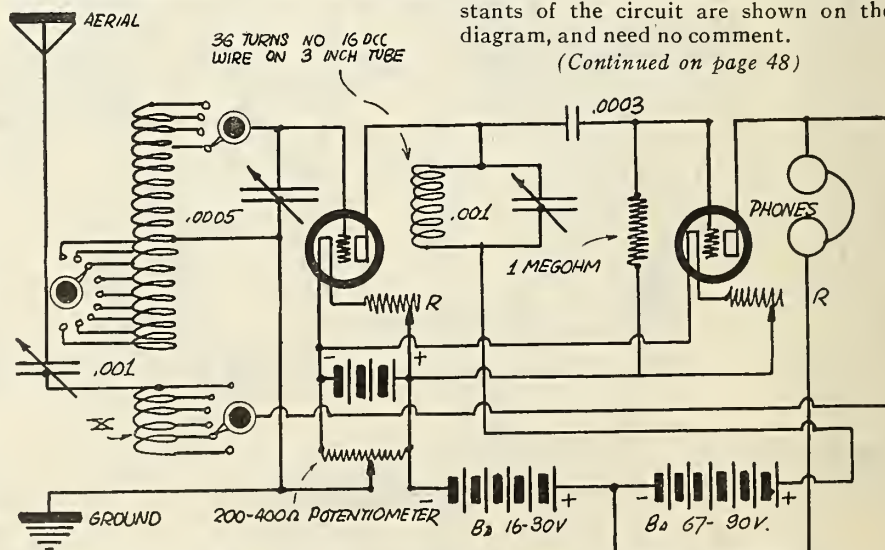 stants of the circuit are shown on the
diagram, and need no comment.
(Continued on page 48)
AERIAL
36 TURNS NO 16 DCC
WIRE ON 3 INCH TUBE
.0003
.0005
.001
PHONES
1 MEGOHM
R
R
- +
.001
X
GROUND
200-400Ω POTENTIOMETER
- +
B2 16-30V
- +
B2 67-90V.